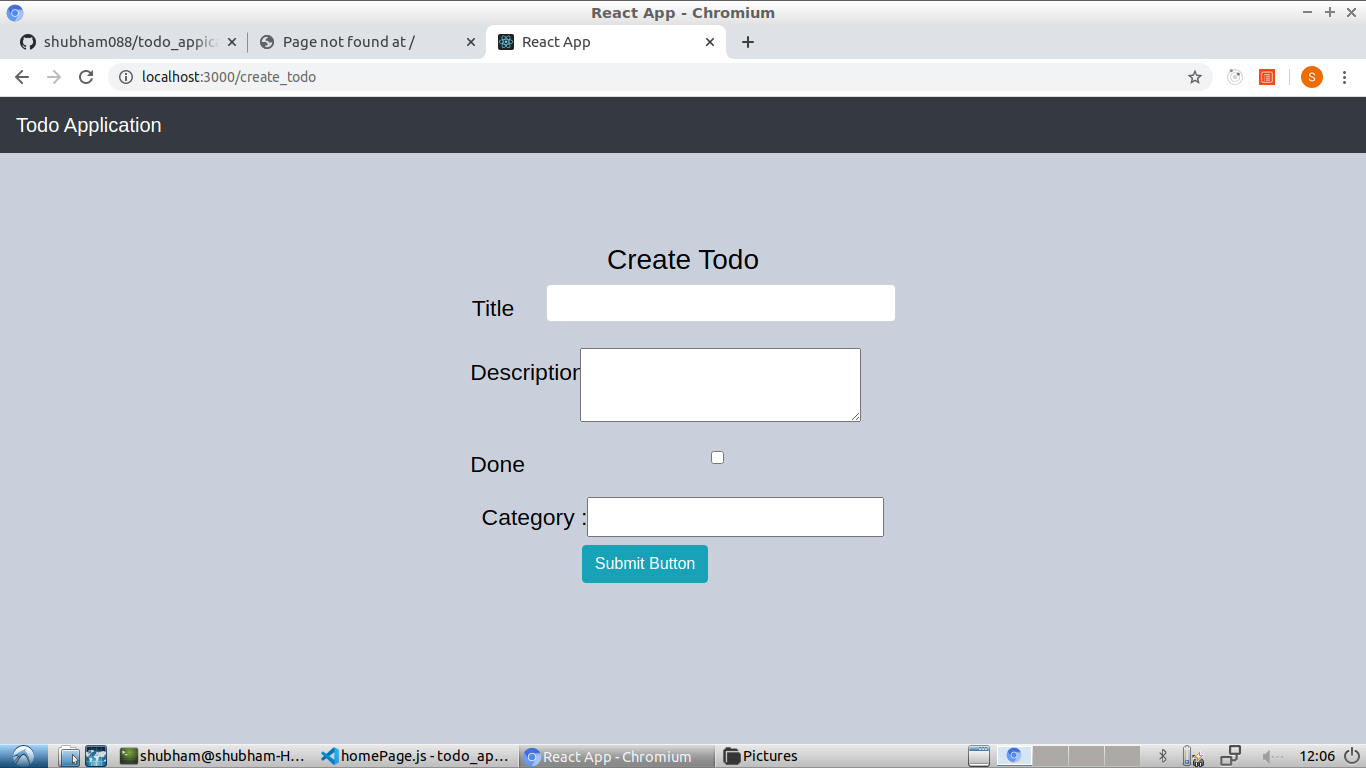 React App - Chromium
shubham088/todo_appic
Page not found at /
React App
localhost:3000/create_todo
S
Todo Application
Create Todo
Title
Description
Done
Category :
Submit Button
shubham@shubham-H...
homePage.js - todo_ap...
React App - Chromium
Pictures
12:06